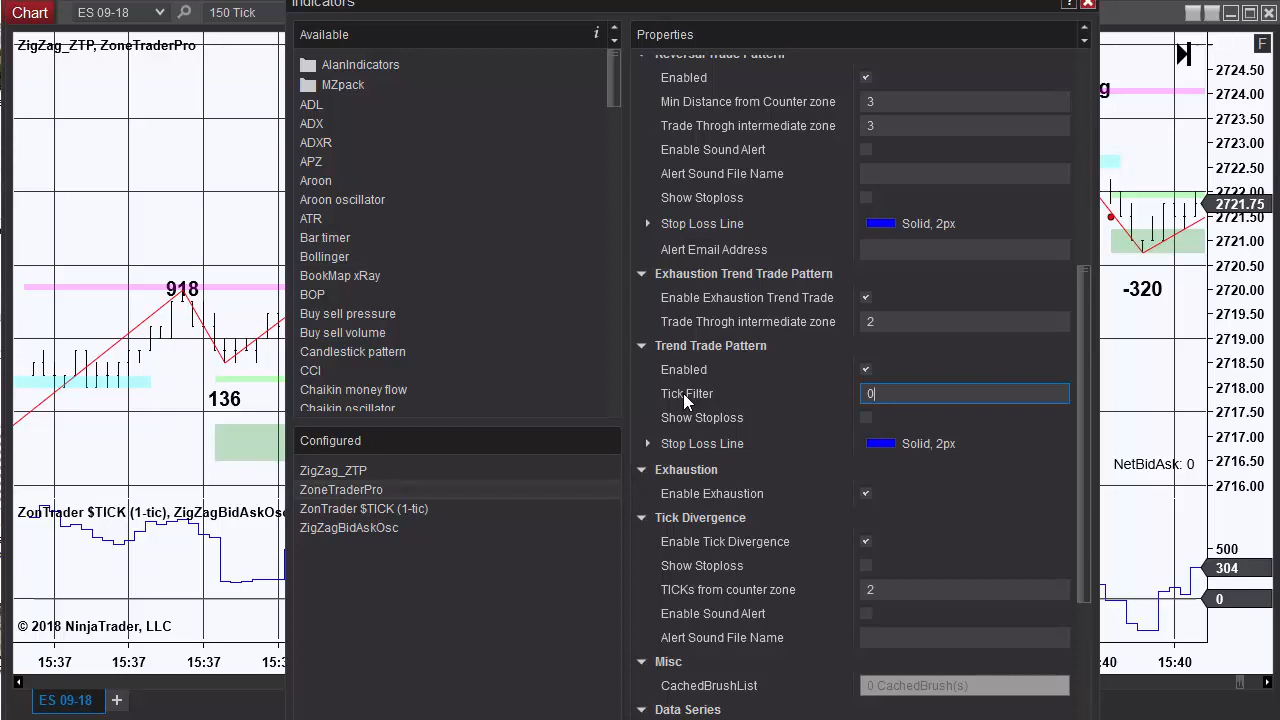 Chart
ES 09-18
150 Tick
Indicators
?
F
ZigZag_ZTP, ZoneTraderPro
918
136
ZonTrader $TICK (1-tic), ZigZagBidAskOsc
© 2018 NinjaTrader, LLC
15:37
15:37
15:37
ES 09-18
+
Available
i
AlanIndicators
MZpack
ADL
ADX
ADXR
APZ
Aroon
Aroon oscillator
ATR
Bar timer
Bollinger
BookMap xRay
BOP
Buy sell pressure
Buy sell volume
Candlestick pattern
CCI
Chaikin money flow
Chaikin oscillator
Configured
ZigZag_ZTP
ZoneTraderPro
ZonTrader $TICK (1-tic)
ZigZagBidAskOsc
Properties
Reversal Trade Pattern
Enabled
Min Distance from Counter zone 3
Trade Throgh intermediate zone 3
Enable Sound Alert
Alert Sound File Name
Show Stoploss
Stop Loss Line Solid, 2px
Alert Email Address
Exhaustion Trend Trade Pattern
Enable Exhaustion Trend Trade
Trade Throgh intermediate zone 2
Trend Trade Pattern
Enabled
Tick Filter 0
Show Stoploss
Stop Loss Line Solid, 2px
Exhaustion
Enable Exhaustion
Tick Divergence
Enable Tick Divergence
Show Stoploss
TICKs from counter zone 2
Enable Sound Alert
Alert Sound File Name
Misc
CachedBrushList 0 CachedBrush(s)
Data Series
g
-320
NetBidAsk: 0
2724.50
2724.00
2723.50
2723.00
2722.50
2722.00
2721.75
2721.50
2721.00
2720.50
2720.00
2719.50
2719.00
2718.50
2718.00
2717.50
2717.00
2716.50
2716.00
500
304
0
:40
15:40